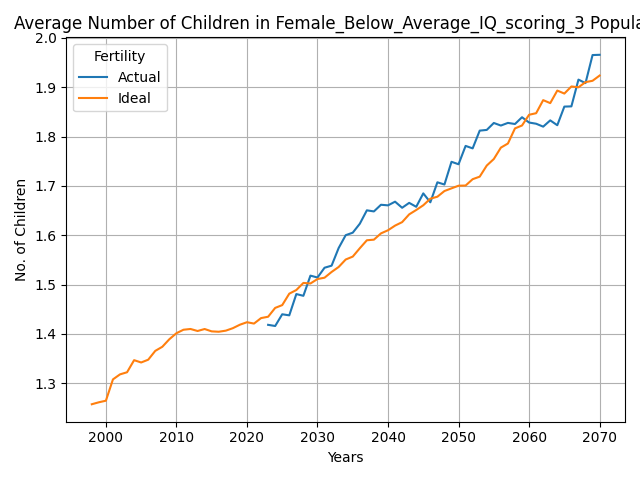 Average Number of Children in Female_Below_Average_IQ_scoring_3 Popula
Fertility
Actual
Ideal
No. of Children
2.0
1.9
1.8
1.7
1.6
1.5
1.4
1.3
2000 2010 2020 2030 2040 2050 2060 2070
Years